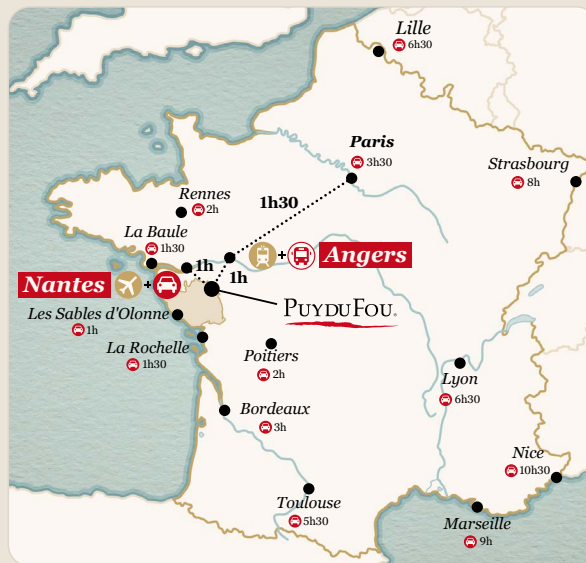 Lille
6h30
Paris
3h30
Strasbourg
8h
Rennes
2h
1h30
La Baule
1h30
1h
1h
Angers
Nantes
PUYDUFOU
Les Sables d'Olonne
1h
La Rochelle
1h30
Poitiers
2h
Lyon
6h30
Bordeaux
3h
Nice
10h30
Toulouse
5h30
Marseille
9h